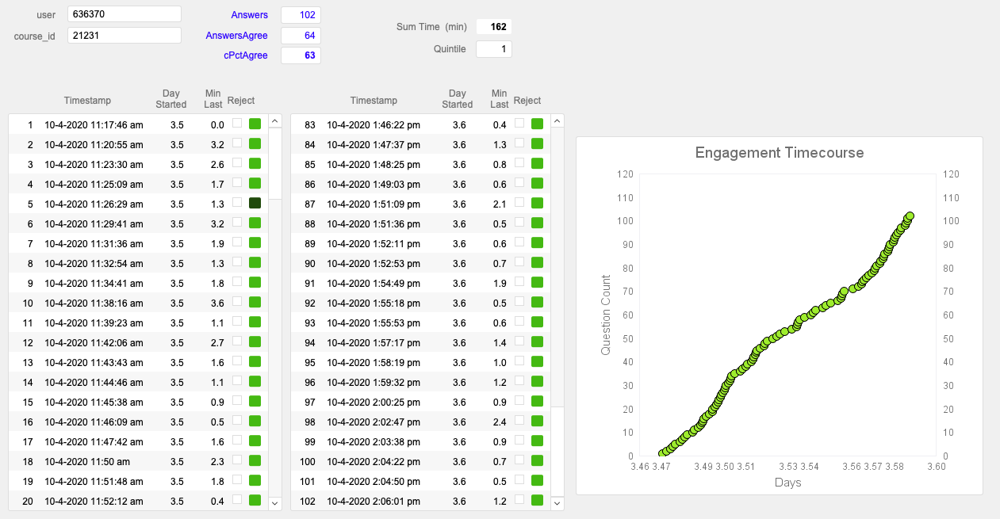 user 636370
course_id 21231
Answers 102
AnswersAgree 64
cPctAgree 63
Sum Time (min) 162
Quintile 1
Timestamp Day Started Min Last Reject
1 10-4-2020 11:17:46 am 3.5 0.0
2 10-4-2020 11:20:55 am 3.5 3.2
3 10-4-2020 11:23:30 am 3.5 2.6
4 10-4-2020 11:25:09 am 3.5 1.7
5 10-4-2020 11:26:29 am 3.5 1.3
6 10-4-2020 11:29:41 am 3.5 3.2
7 10-4-2020 11:31:36 am 3.5 1.9
8 10-4-2020 11:32:54 am 3.5 1.3
9 10-4-2020 11:34:41 am 3.5 1.8
10 10-4-2020 11:38:16 am 3.5 3.6
11 10-4-2020 11:39:23 am 3.5 1.1
12 10-4-2020 11:42:06 am 3.5 2.7
13 10-4-2020 11:43:43 am 3.5 1.6
14 10-4-2020 11:44:46 am 3.5 1.1
15 10-4-2020 11:45:38 am 3.5 0.9
16 10-4-2020 11:46:09 am 3.5 0.5
17 10-4-2020 11:47:42 am 3.5 1.6
18 10-4-2020 11:50 am 3.5 2.3
19 10-4-2020 11:51:48 am 3.5 1.8
20 10-4-2020 11:52:12 am 3.5 0.4
Timestamp Day Started Min Last Reject
83 10-4-2020 1:46:22 pm 3.6 0.4
84 10-4-2020 1:47:37 pm 3.6 1.3
85 10-4-2020 1:48:25 pm 3.6 0.8
86 10-4-2020 1:49:03 pm 3.6 0.6
87 10-4-2020 1:51:09 pm 3.6 2.1
88 10-4-2020 1:51:36 pm 3.6 0.5
89 10-4-2020 1:52:11 pm 3.6 0.6
90 10-4-2020 1:52:53 pm 3.6 0.7
91 10-4-2020 1:54:49 pm 3.6 1.9
92 10-4-2020 1:55:18 pm 3.6 0.5
93 10-4-2020 1:55:53 pm 3.6 0.6
94 10-4-2020 1:57:17 pm 3.6 1.4
95 10-4-2020 1:58:19 pm 3.6 1.0
96 10-4-2020 1:59:32 pm 3.6 1.2
97 10-4-2020 2:00:25 pm 3.6 0.9
98 10-4-2020 2:02:47 pm 3.6 2.4
99 10-4-2020 2:03:38 pm 3.6 0.9
100 10-4-2020 2:04:22 pm 3.6 0.7
101 10-4-2020 2:04:50 pm 3.6 0.5
102 10-4-2020 2:06:01 pm 3.6 1.2
Engagement Timecourse
120 120
110 110
100 100
90 90
80 80
70 70
60 60
50 50
40 40
30 30
20 20
10 10
0 0
Question Count
3.46 3.47 3.49 3.50 3.51 3.53 3.54 3.56 3.57 3.58 3.60
Days